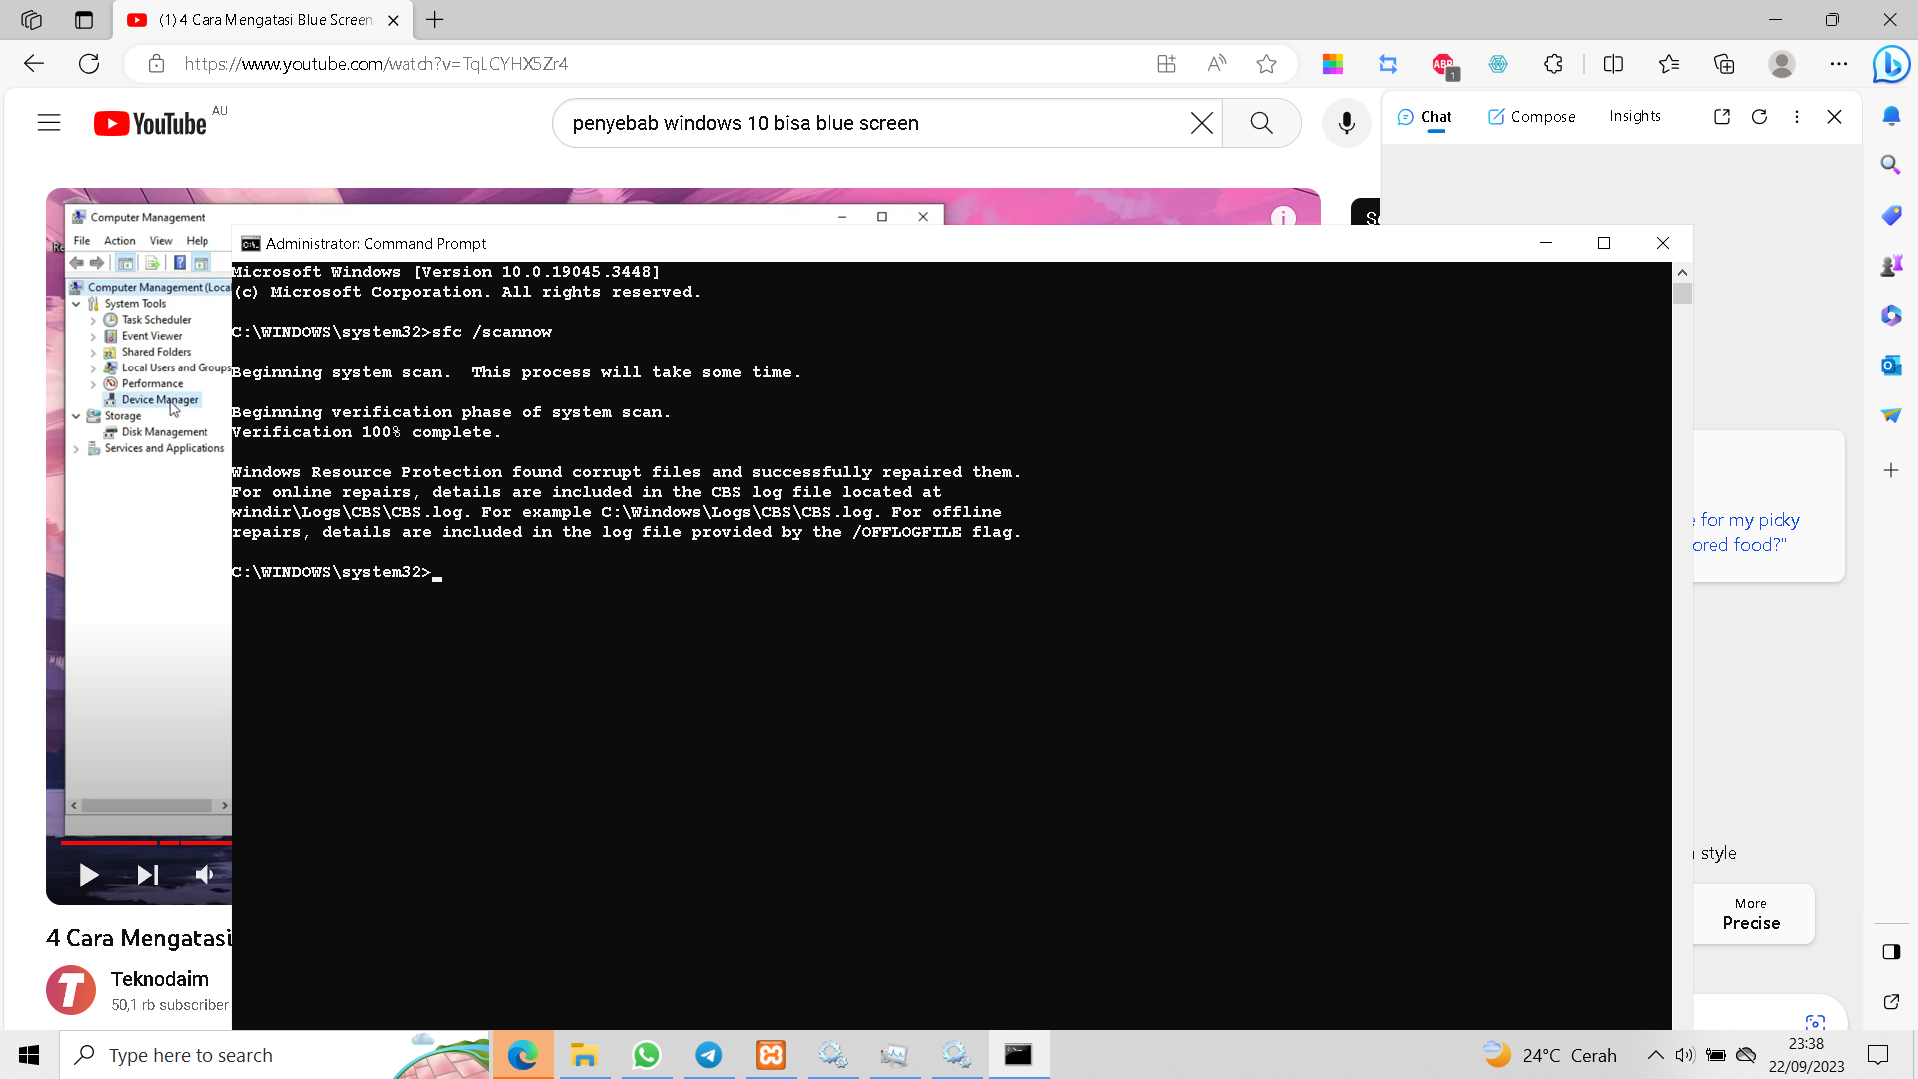 (1) 4 Cara Mengatasi Blue Screen
https://www.youtube.com/watch?v=TqLCYHX5Zr4
ABP
1
YouTube
AU
penyebab windows 10 bisa blue screen
Chat
Compose
Insights
Computer Management
File Action View Help
Computer Management (Loca
System Tools
Task Scheduler
Event Viewer
Shared Folders
Local Users and Groups
Performance
Device Manager
Storage
Disk Management
Services and Applications
Administrator: Command Prompt
Microsoft Windows [Version 10.0.19045.3448]
(c) Microsoft Corporation. All rights reserved.
C:\WINDOWS\system32>sfc /scannow
Beginning system scan.  This process will take some time.
Beginning verification phase of system scan.
Verification 100% complete.
Windows Resource Protection found corrupt files and successfully repaired them.
For online repairs, details are included in the CBS log file located at
windir\Logs\CBS\CBS.log. For example C:\Windows\Logs\CBS\CBS.log. For offline
repairs, details are included in the log file provided by the /OFFLOGFILE flag.
C:\WINDOWS\system32>
for my picky
ored food?"
style
More
Precise
4 Cara Mengatasi
Teknodaim
50,1 rb subscriber
Type here to search
24°C Cerah
23:38
22/09/2023